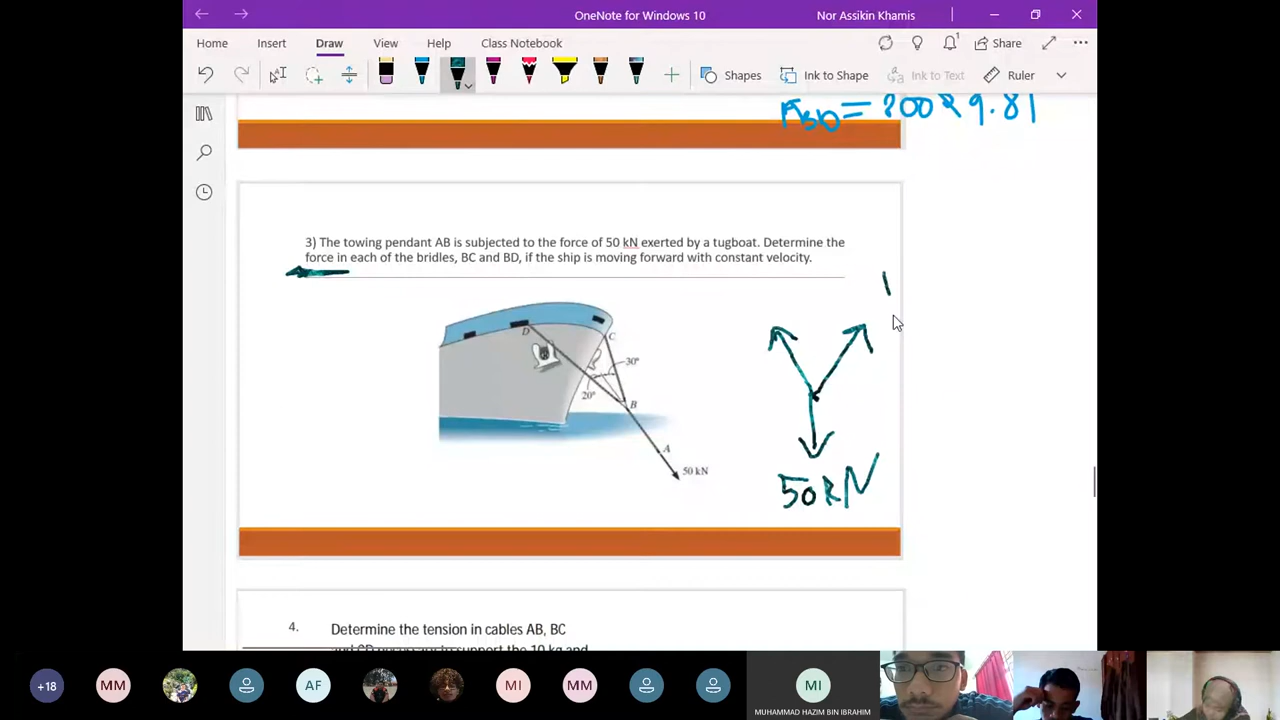 OneNote for Windows 10
Nor Assikin Khamis
Home Insert Draw View Help Class Notebook
1
Share
Shapes
Ink to Shape
Ink to Text
Ruler
= 200 x 9.81
3) The towing pendant AB is subjected to the force of 50 kN exerted by a tugboat. Determine the
force in each of the bridles, BC and BD, if the ship is moving forward with constant velocity.
D
C
30°
20°
B
A
50 kN
50kN
4. Determine the tension in cables AB, BC
+18
MM
AF
MI
MM
MI
MUHAMMAD HAZIM BIN IBRAHIM